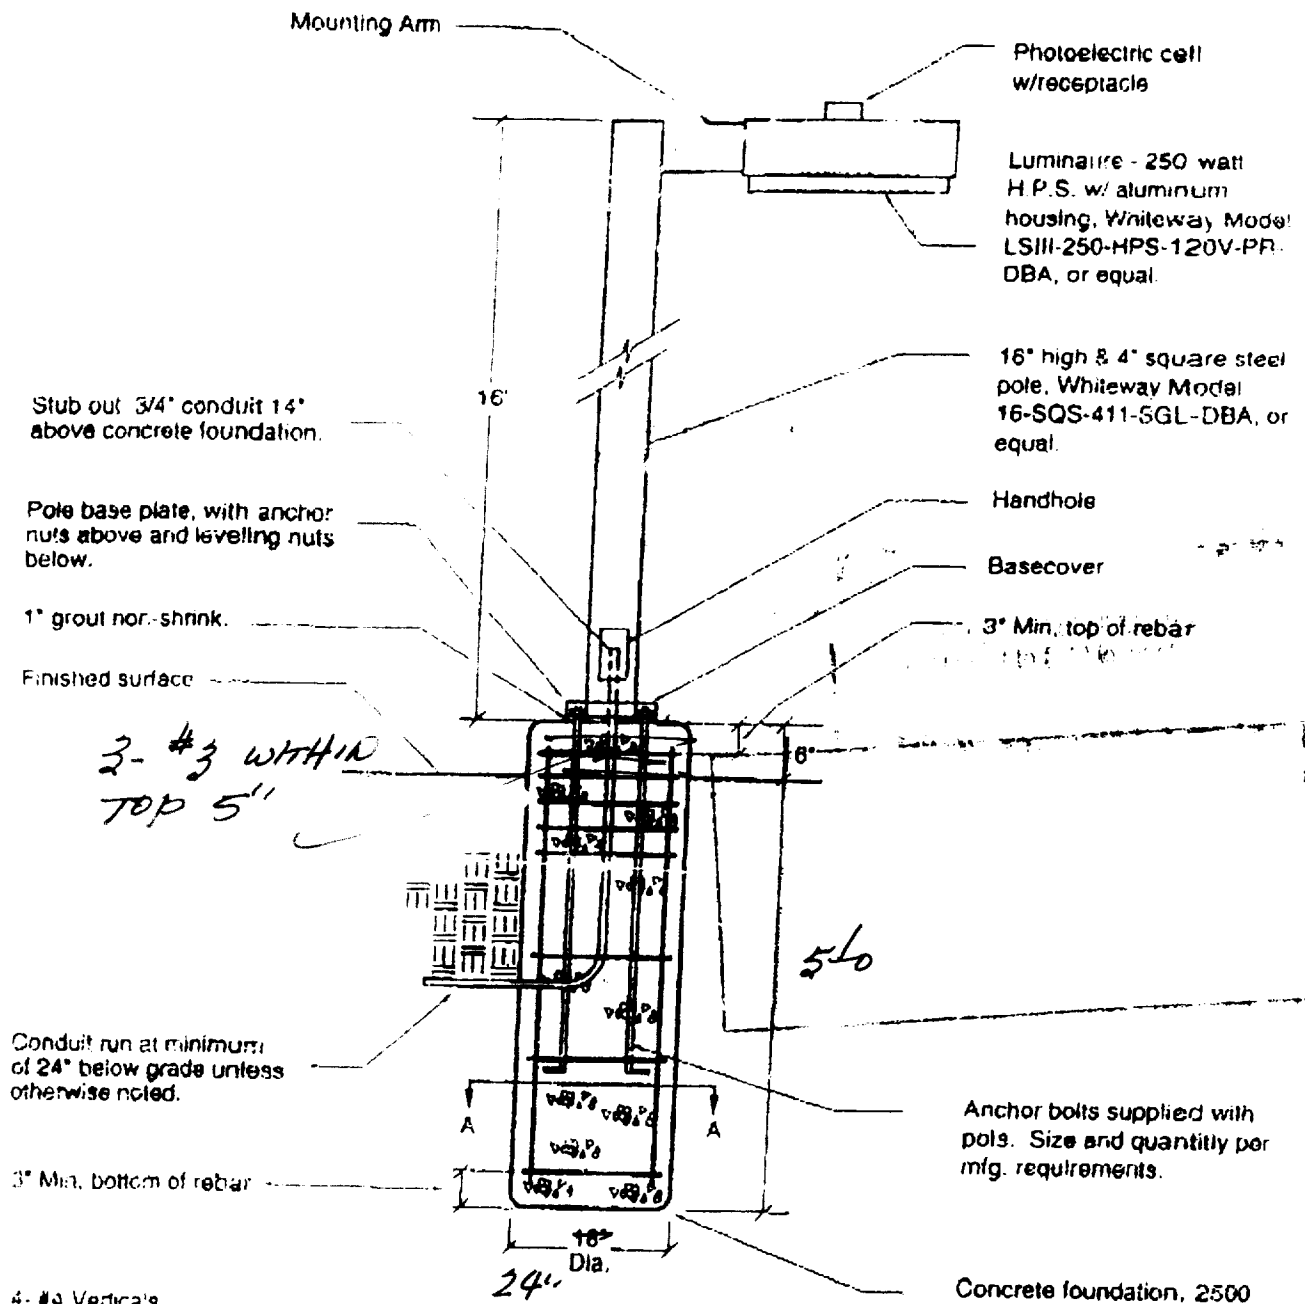 Mounting Arm
Photoelectric cell
w/receptacle
Luminaire - 250 watt
H.P.S. w/ aluminum
housing, Whiteway Model
LSIII-250-HPS-120V-PR-
DBA, or equal.
16" high & 4" square steel
pole, Whiteway Model
16-SQS-411-SGL-DBA, or
equal.
16'
Stub out 3/4" conduit 14"
above concrete foundation.
Pole base plate, with anchor
nuts above and leveling nuts
below.
Handhole
Basecover
1" grout non-shrink.
3" Min. top of rebar
Finished surface
3- #3 WITHIN
TOP 5"
6"
5'-0
Conduit run at minimum
of 24" below grade unless
otherwise noted.
A
A
Anchor bolts supplied with
pole. Size and quantitiy per
mfg. requirements.
3" Min. bottom of rebar
18"
Dia.
24"
4- #4 Verticals
Concrete foundation, 2500